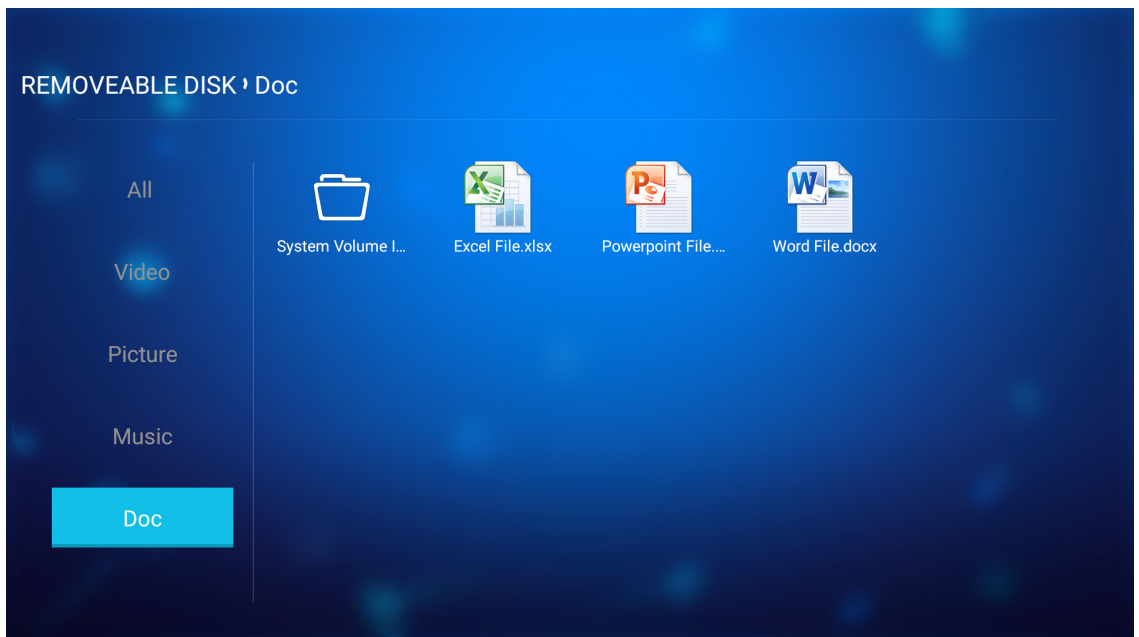 REMOVEABLE DISK Doc
All
Video
Picture
Music
Doc
System Volume I...
Excel File.xlsx
Powerpoint File....
Word File.docx